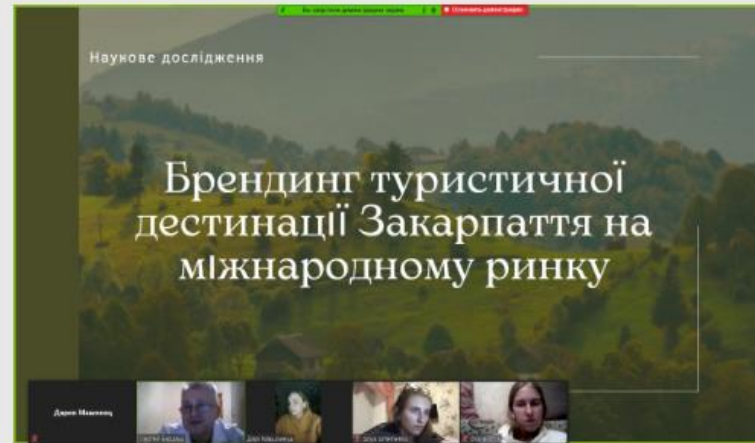 Наукове дослідження
Брендинг туристичної
дестинації Закарпаття на
міжнародному ринку